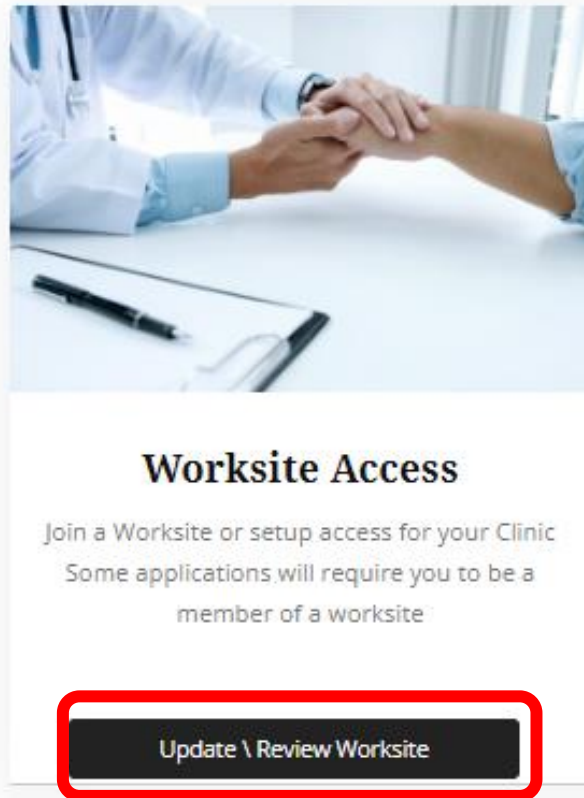 Worksite Access
Join a Worksite or setup access for your Clinic
Some applications will require you to be a
member of a worksite
Update \ Review Worksite